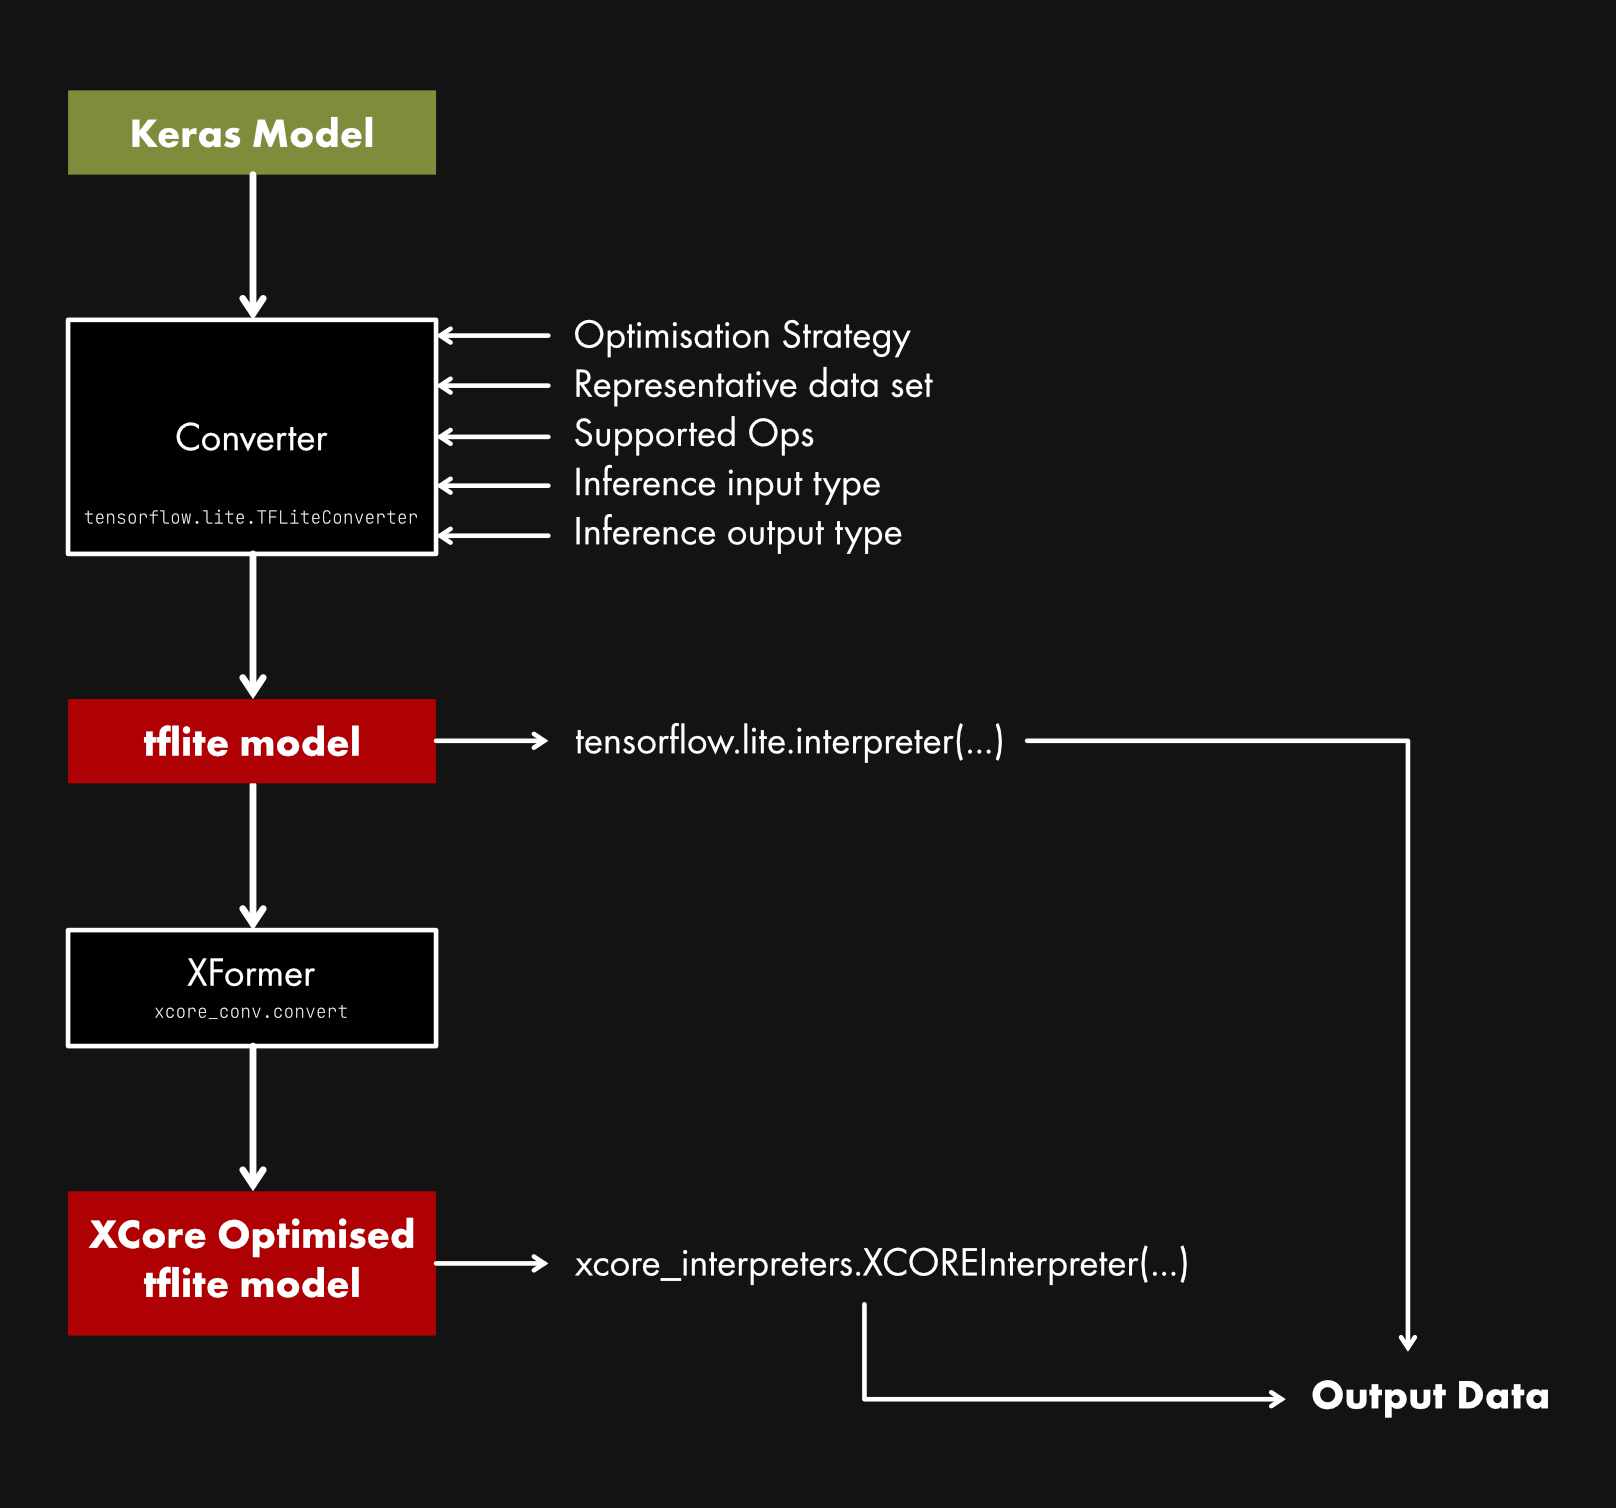 Keras Model
Converter
tensorflow.lite.TFLiteConverter
Optimisation Strategy
Representative data set
Supported Ops
Inference input type
Inference output type
tflite model
tensorflow.lite.interpreter(...)
XFormer
xcore_conv.convert
XCore Optimised
tflite model
xcore_interpreters.XCOREInterpreter(...)
Output Data